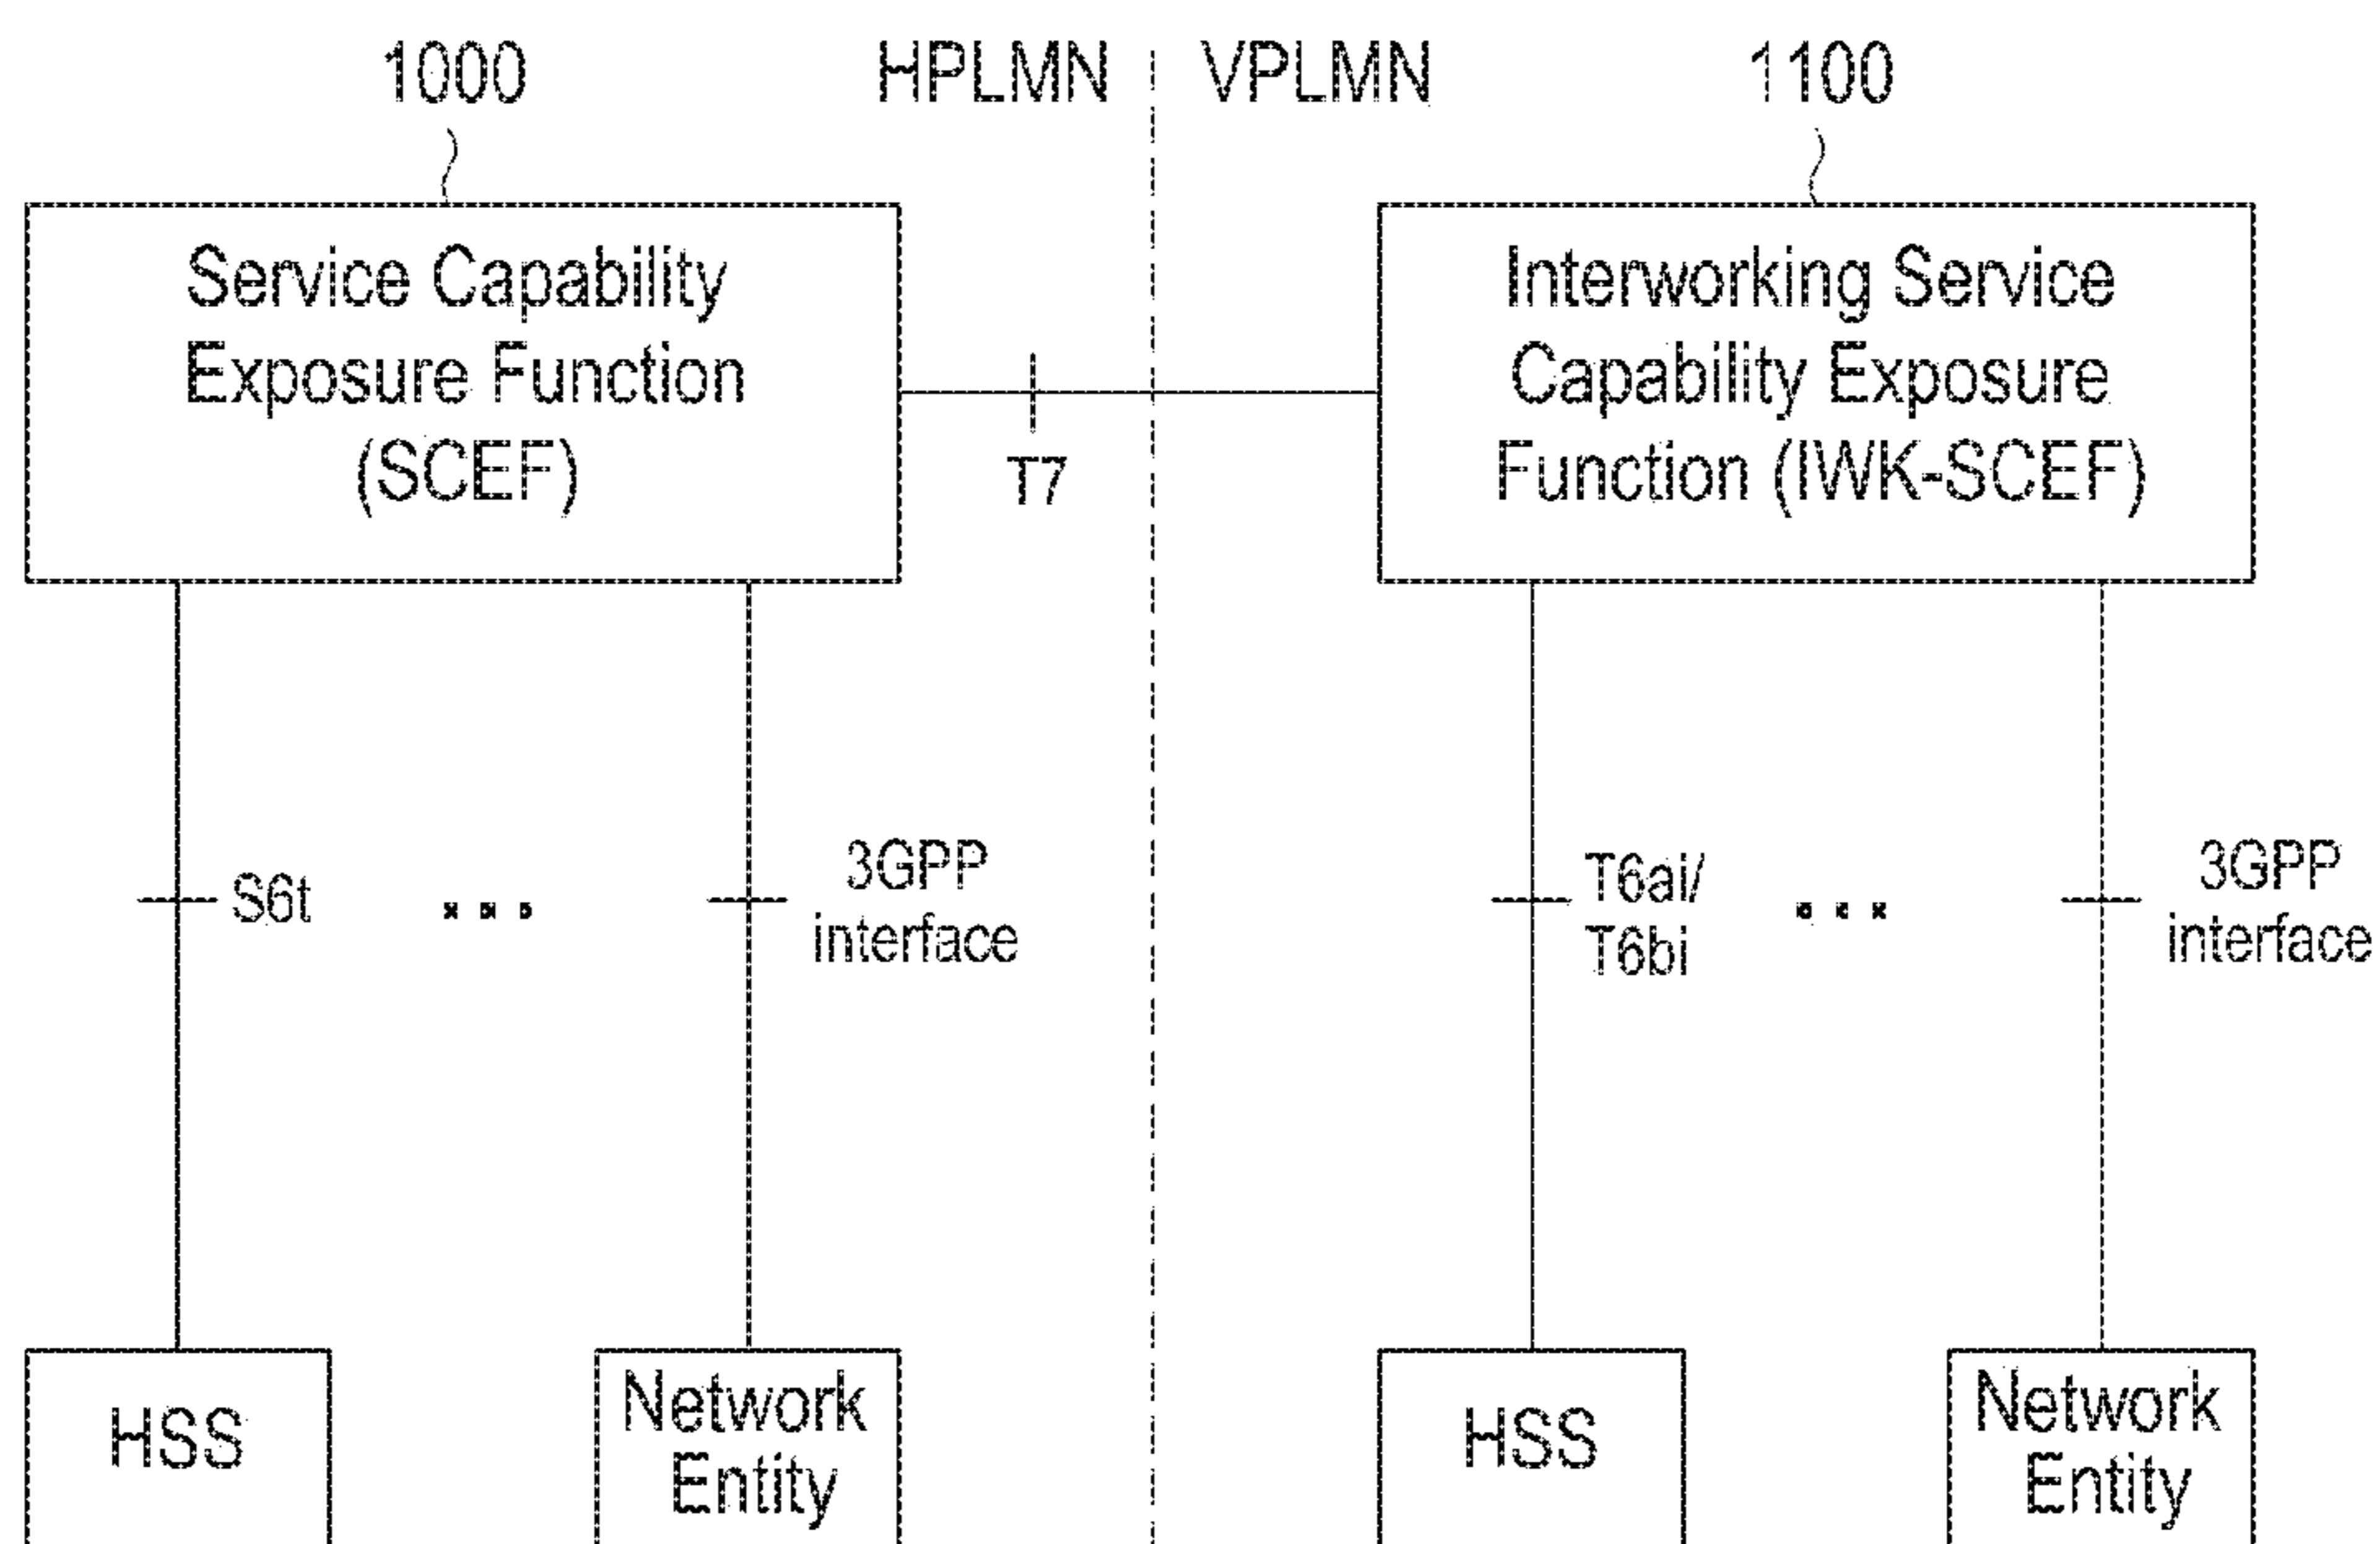 1000
HPLMN
VPLMN
1100
Service Capability
Exposure Function
(SCEF)
T7
Interworking Service
Capability Exposure
Function (IWK-SCEF)
S6t
...
3GPP
interface
T6ai/
T6bi
...
3GPP
interface
HSS
Network
Entity
HSS
Network
Entity